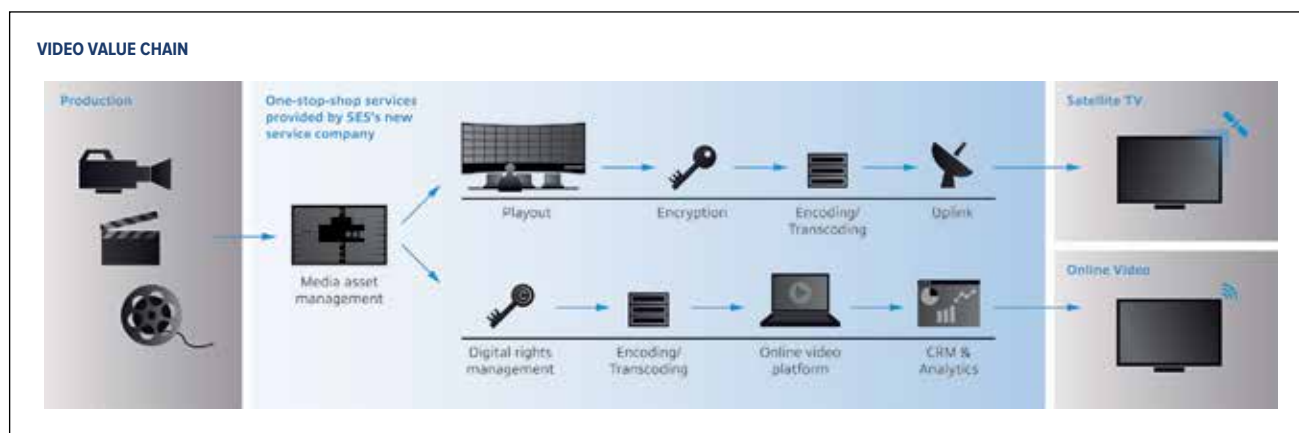 VIDEO VALUE CHAIN
Production
One-stop-shop services
provided by SES's new
service company
Media asset
management
Playout
Encryption
Encoding/
Transcoding
Uplink
Digital rights
management
Encoding/
Transcoding
Online video
platform
CRM &
Analytics
Satellite TV
Online Video